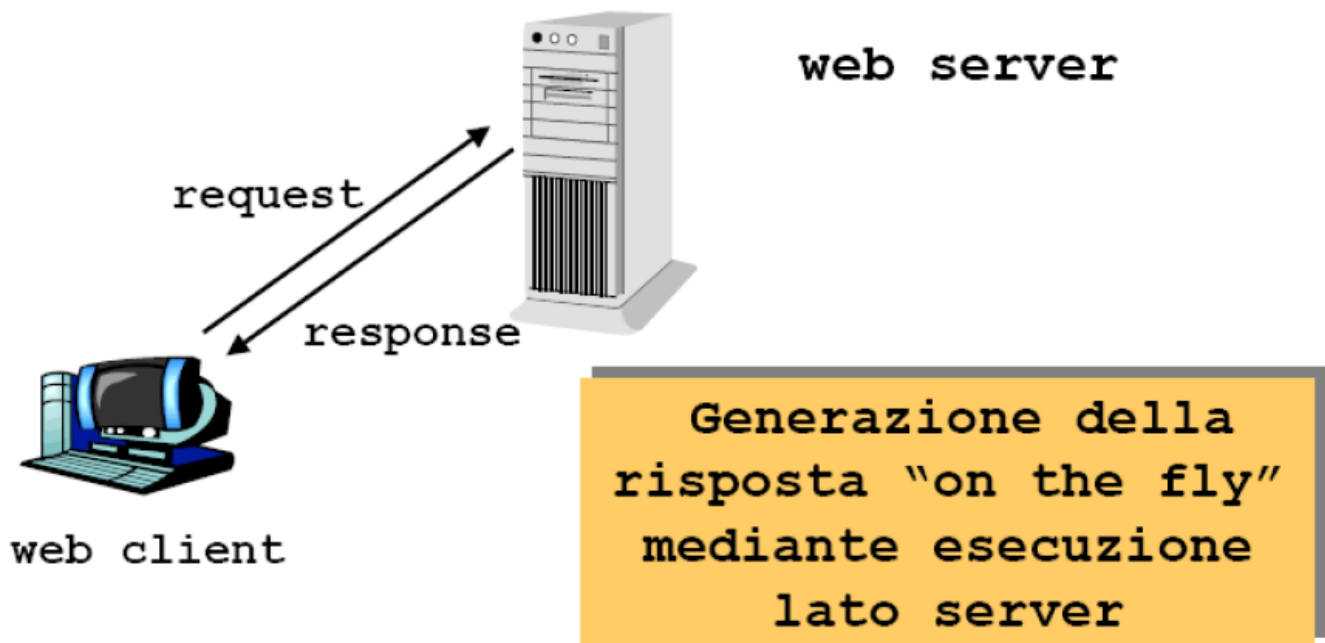 web server
request
response
web client
Generazione della
risposta “on the fly”
mediante esecuzione
lato server